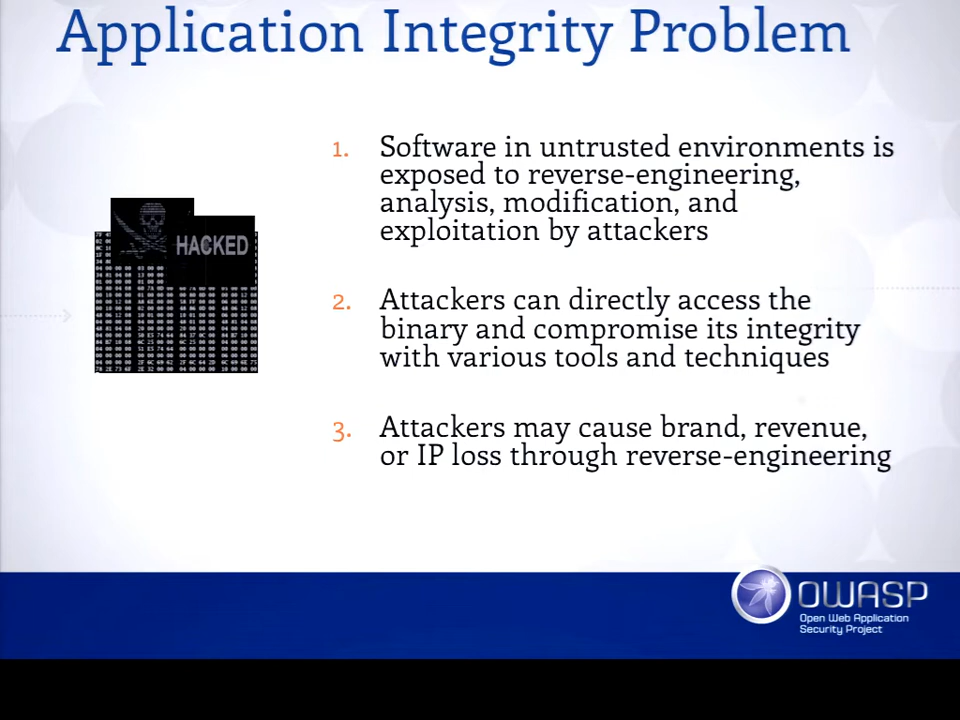 Application Integrity Problem
1. Software in untrusted environments is
exposed to reverse-engineering,
analysis, modification, and
exploitation by attackers
HACKED
2. Attackers can directly access the
binary and compromise its integrity
with various tools and techniques
3. Attackers may cause brand, revenue,
or IP loss through reverse-engineering
OWASP
Open Web Application
Security Project